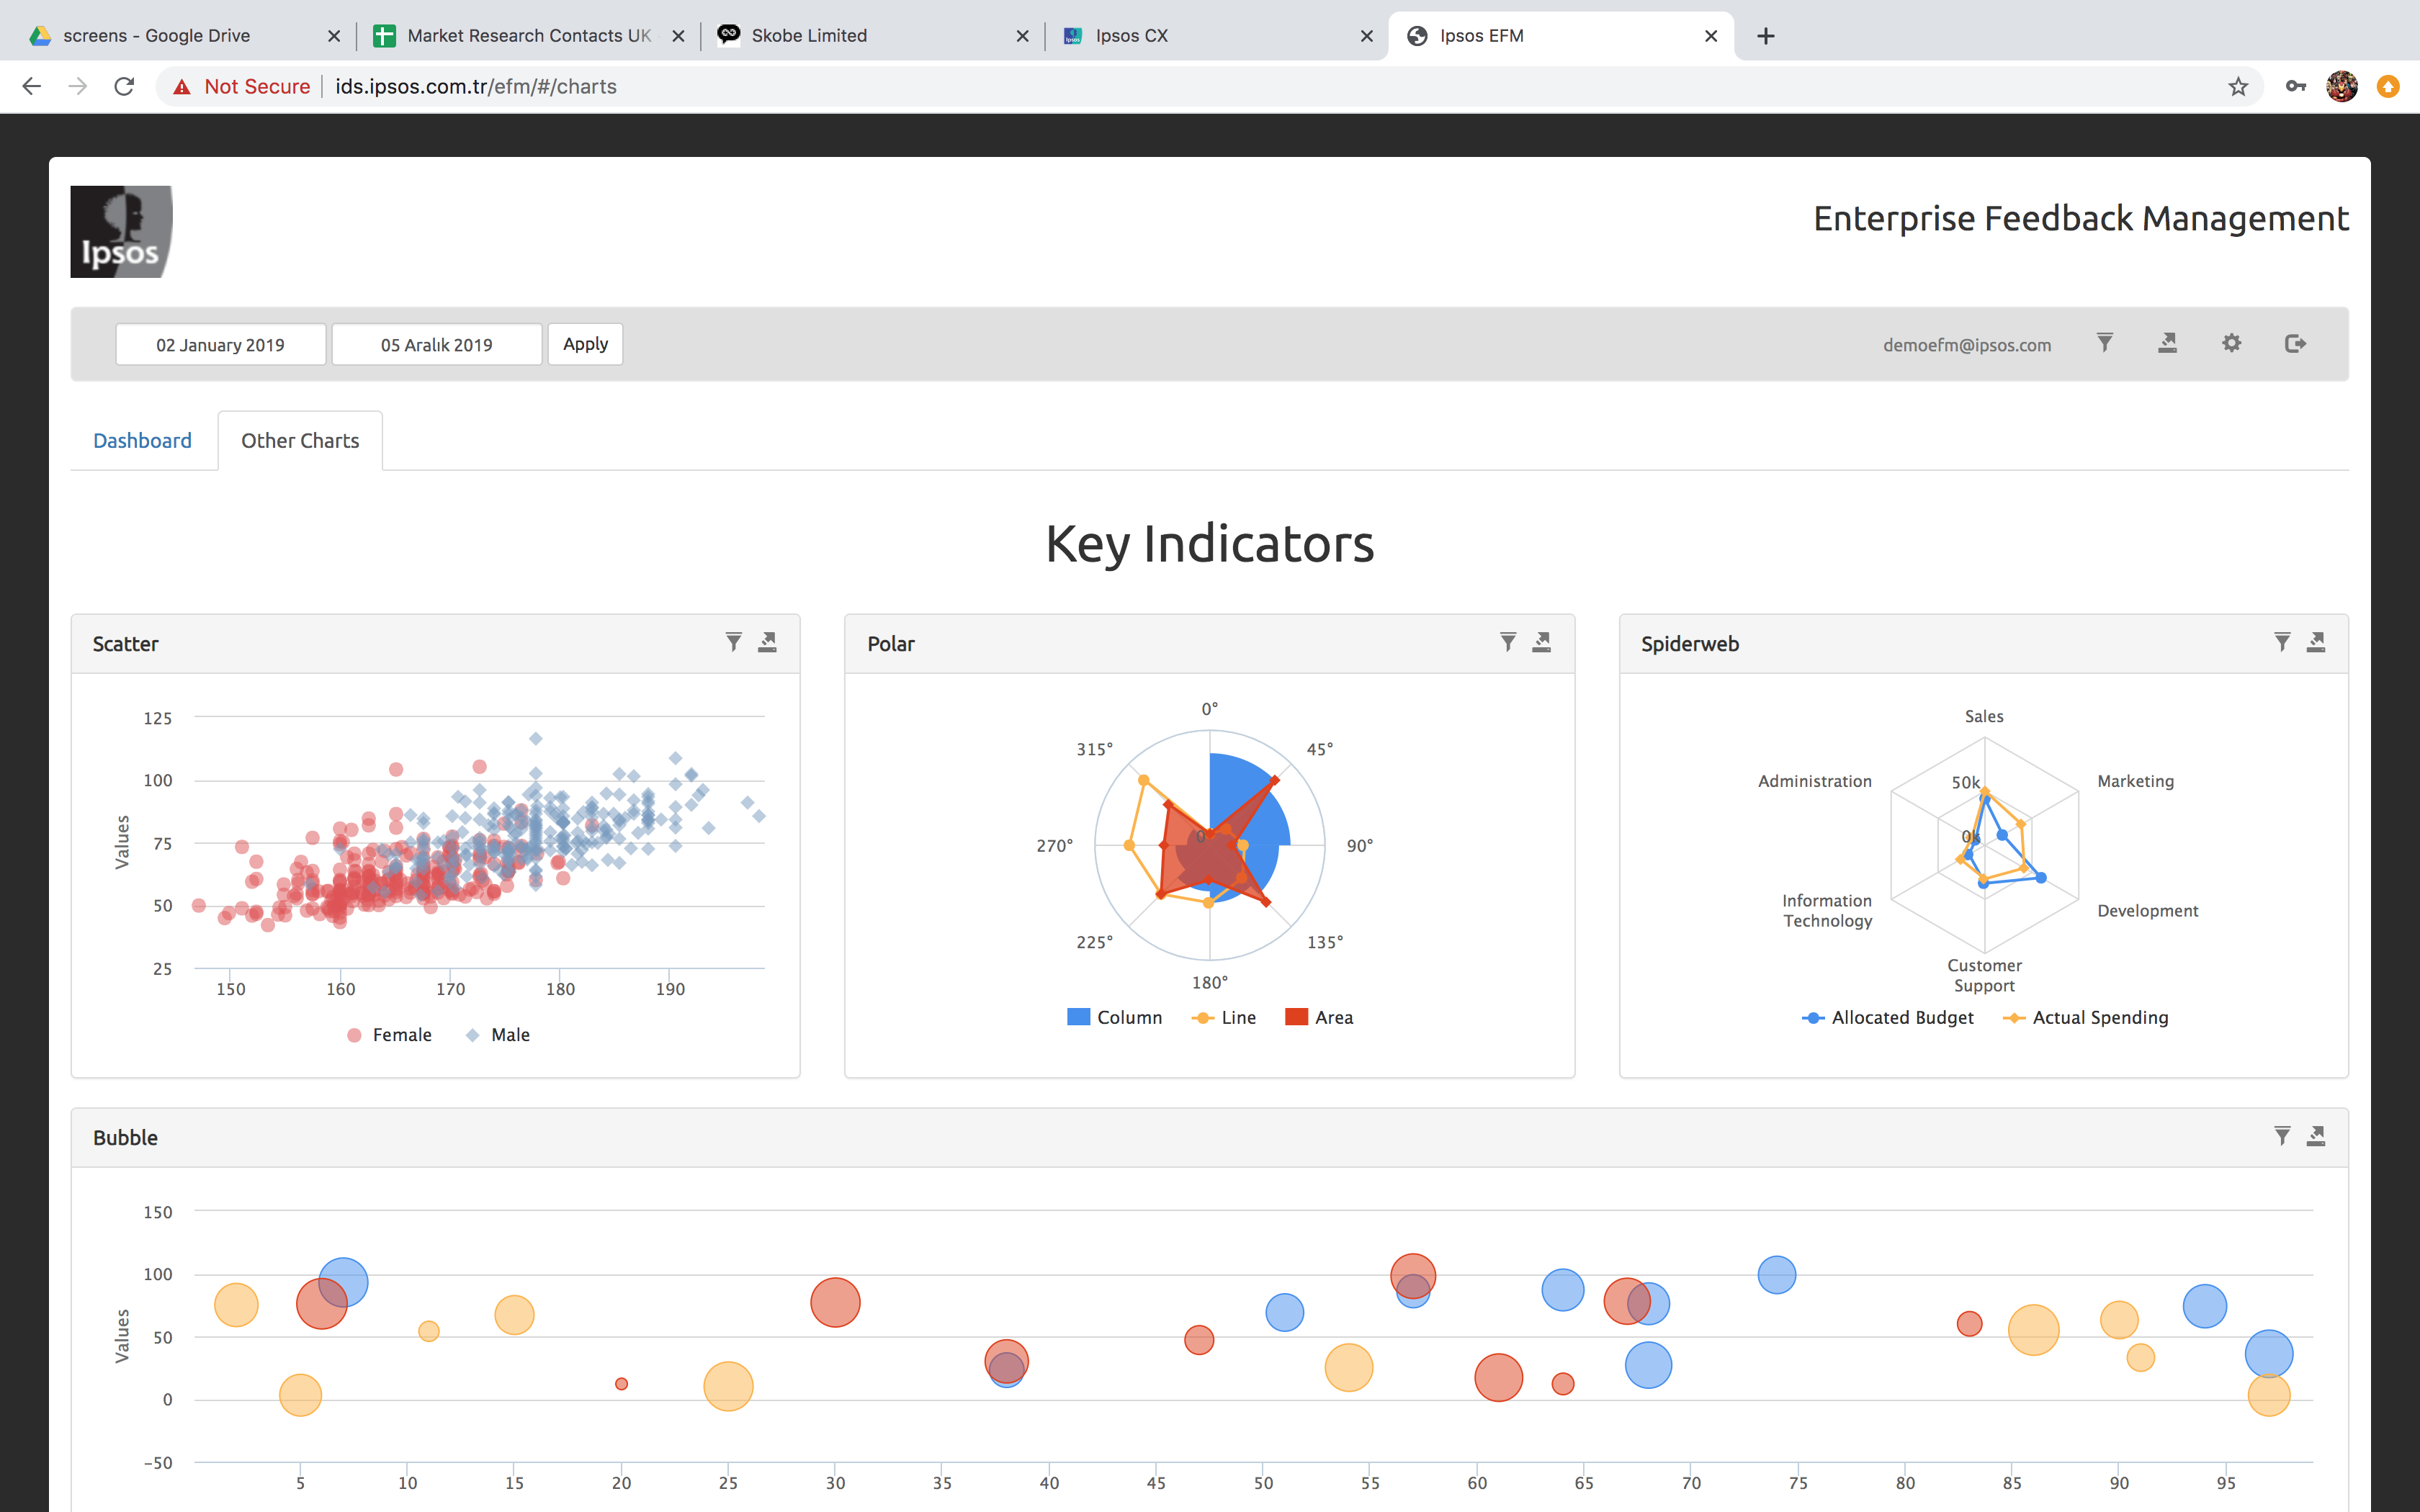 screens - Google Drive
Market Research Contacts UK
Skobe Limited
Ipsos CX
Ipsos EFM
Not Secure
ids.ipsos.com.tr/efm/#/charts
Ipsos
Enterprise Feedback Management
02 January 2019
05 Aralık 2019
Apply
demoefm@ipsos.com
Dashboard
Other Charts
Key Indicators
Scatter
Values
125
100
75
50
25
150 160 170 180 190
Female Male
Polar
0°
45°
90°
135°
180°
225°
270°
315°
0
Column Line Area
Spiderweb
Sales
Marketing
Development
Customer
Support
Information
Technology
Administration
50k
0k
Allocated Budget Actual Spending
Bubble
Values
150
100
50
0
−50
5 10 15 20 25 30 35 40 45 50 55 60 65 70 75 80 85 90 95